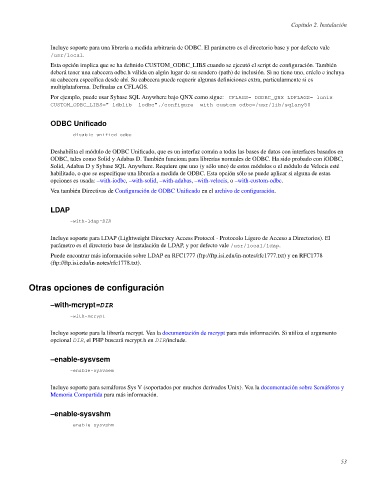 Capítulo 2. Instalación
Incluye soporte para una librería a medida arbitraria de ODBC. El parámetro es el directorio base y por defecto vale
/usr/local.
Esta opción implica que se ha definido CUSTOM_ODBC_LIBS cuando se ejecutó el script de configuración. También
deberá tener una cabecera odbc.h válida en algún lugar de su sendero (path) de inclusión. Si no tiene uno, créelo e incluya
su cabecera específica desde ahí. Su cabecera puede requerir algunas definiciones extra, particularmente si es
multiplataforma. Defínalas en CFLAGS.
Por ejemplo, puede usar Sybase SQL Anywhere bajo QNX como sigue: CFLAGS=-DODBC_QNX LDFLAGS=-lunix
CUSTOM_ODBC_LIBS="-ldblib -lodbc"./configure -with-custom-odbc=/usr/lib/sqlany50
ODBC Unificado
-disable-unified-odbc
Deshabilita el módulo de ODBC Unificado, que es un interfaz común a todas las bases de datos con interfaces basados en
ODBC, tales como Solid y Adabas D. También funciona para librerías normales de ODBC. Ha sido probado con iODBC,
Solid, Adabas D y Sybase SQL Anywhere. Requiere que uno (y sólo uno) de estos módulos o el módulo de Velocis esté
habilitado, o que se especifique una librería a medida de ODBC. Esta opción sólo se puede aplicar si alguna de estas
opciones es usada: –with-iodbc, –with-solid, –with-adabas, –with-velocis, o –with-custom-odbc.
Vea también Directivas de Configuración de ODBC Unificado en el archivo de configuración.
LDAP
-with-ldap=DIR
Incluye soporte para LDAP (Lightweight Directory Access Protocol - Protocolo Ligero de Acceso a Directorios). El
parámetro es el directorio base de instalación de LDAP, y por defecto vale /usr/local/ldap.
Puede encontrar más información sobre LDAP en RFC1777 (ftp://ftp.isi.edu/in-notes/rfc1777.txt) y en RFC1778
(ftp://ftp.isi.edu/in-notes/rfc1778.txt).
Otras opciones de configuración
–with-mcrypt=DIR
-with-mcrypt
Incluye soporte para la librería mcrypt. Vea la documentación de mcrypt para más información. Si utiliza el argumento
opcional DIR, el PHP buscará mcrypt.h en DIR/include.
–enable-sysvsem
-enable-sysvsem
Incluye soporte para semáforos Sys V (soportados por muchos derivados Unix). Vea la documentación sobre Semáforos y
Memoria Compartida para más información.
–enable-sysvshm
-enable-sysvshm
53